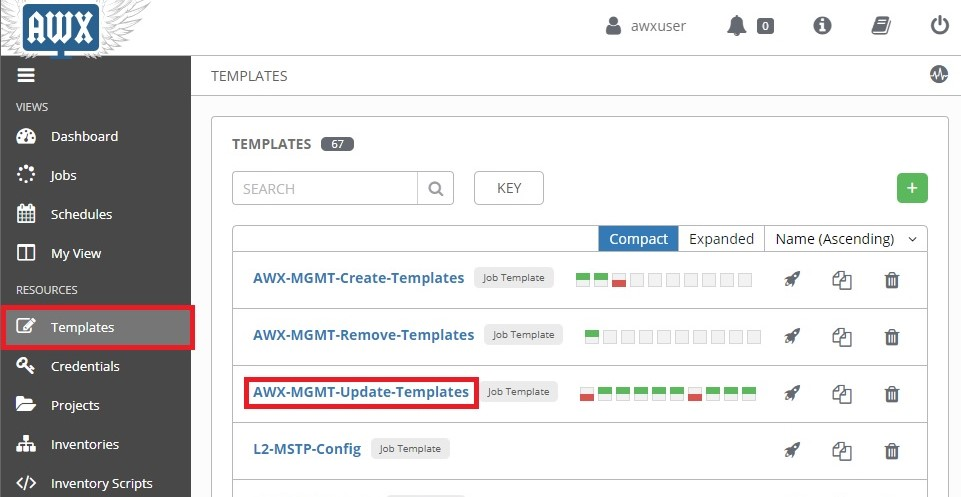 AWX
awxuser
0
VIEWS
Dashboard
Jobs
Schedules
My View
RESOURCES
Templates
Credentials
Projects
Inventories
Inventory Scripts
TEMPLATES
TEMPLATES 67
SEARCH
KEY
+
Compact Expanded Name (Ascending)
AWX-MGMT-Create-Templates Job Template
AWX-MGMT-Remove-Templates Job Template
AWX-MGMT-Update-Templates Job Template
L2-MSTP-Config Job Template